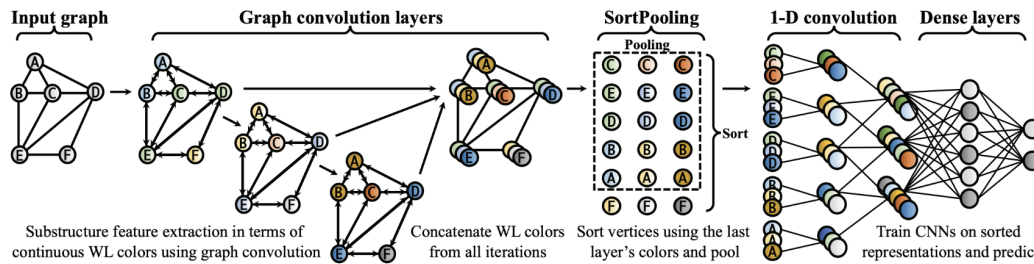 Input graph
Graph convolution layers
SortPooling
1-D convolution
Dense layers
A
B C D
E F
A
B C D
E F
A
B C D
E F
A
B C D
E F
A
B C D
E F
Pooling
C C C
E E E
D D D
B B B
A A A
F F F
Sort
C
C
C
E
E
E
D
D
D
B
B
B
A
A
A
Substructure feature extraction in terms of
continuous WL colors using graph convolution
Concatenate WL colors
from all iterations
Sort vertices using the last
layer's colors and pool
Train CNNs on sorted
representations and predic